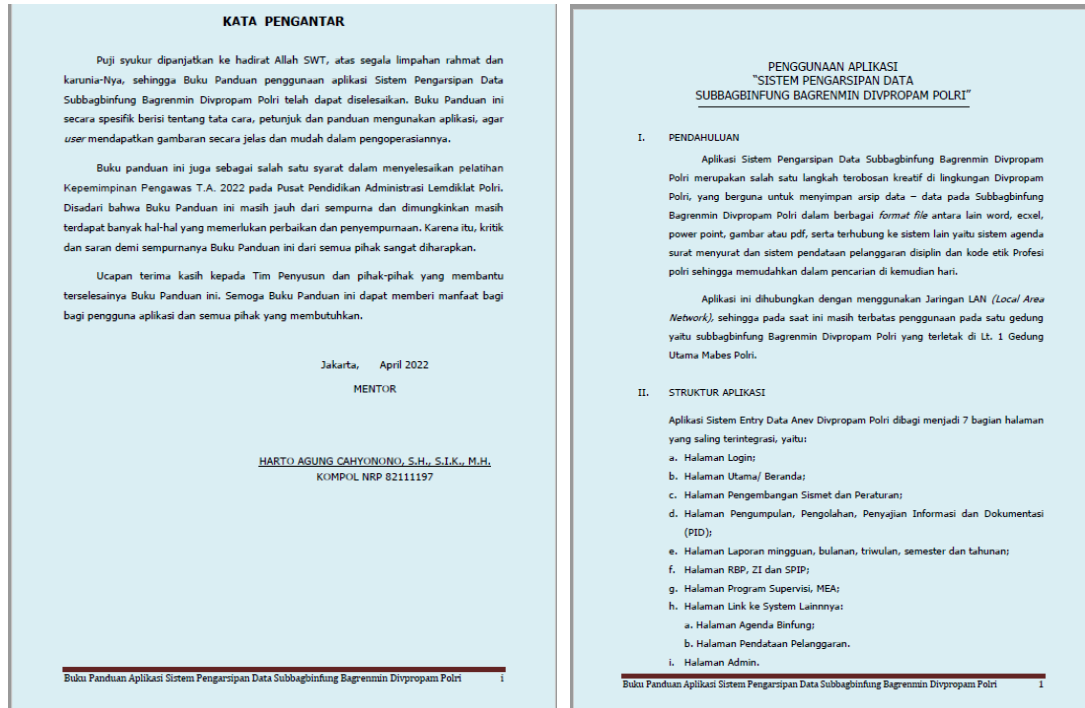 KATA PENGANTAR
Puji syukur dipanjatkan ke hadirat Allah SWT, atas segala limpahan rahmat dan
karunia-Nya, sehingga Buku Panduan penggunaan aplikasi Sistem Pengarsipan Data
Subbagbinfung Bagrenmin Divpropam Polri telah dapat diselesaikan. Buku Panduan ini
secara spesifik berisi tentang tata cara, petunjuk dan panduan mengunakan aplikasi, agar
user mendapatkan gambaran secara jelas dan mudah dalam pengoperasiannya.
Buku panduan ini juga sebagai salah satu syarat dalam menyelesaikan pelatihan
Kepemimpinan Pengawas T.A. 2022 pada Pusat Pendidikan Administrasi Lemdiklat Polri.
Disadari bahwa Buku Panduan ini masih jauh dari sempurna dan dimungkinkan masih
terdapat banyak hal-hal yang memerlukan perbaikan dan penyempurnaan. Karena itu, kritik
dan saran demi sempurnanya Buku Panduan ini dari semua pihak sangat diharapkan.
Ucapan terima kasih kepada Tim Penyusun dan pihak-pihak yang membantu
terselesainya Buku Panduan ini. Semoga Buku Panduan ini dapat memberi manfaat bagi
bagi pengguna aplikasi dan semua pihak yang membutuhkan.
Jakarta, April 2022
MENTOR
HARTO AGUNG CAHYONONO, S.H., S.I.K., M.H.
KOMPOL NRP 82111197
Buku Panduan Aplikasi Sistem Pengarsipan Data Subbagbinfung Bagrenmin Divpropam Polri i
PENGGUNAAN APLIKASI
"SISTEM PENGARSIPAN DATA
SUBBAGBINFUNG BAGRENMIN DIVPROPAM POLRI"
I. PENDAHULUAN
Aplikasi Sistem Pengarsipan Data Subbagbinfung Bagrenmin Divpropam
Polri merupakan salah satu langkah terobosan kreatif di lingkungan Divpropam
Polri, yang berguna untuk menyimpan arsip data – data pada Subbagbinfung
Bagrenmin Divpropam Polri dalam berbagai format file antara lain word, ecxel,
power point, gambar atau pdf, serta terhubung ke sistem lain yaitu sistem agenda
surat menyurat dan sistem pendataan pelanggaran disiplin dan kode etik Profesi
polri sehingga memudahkan dalam pencarian di kemudian hari.
Aplikasi ini dihubungkan dengan menggunakan Jaringan LAN (Local Area
Network), sehingga pada saat ini masih terbatas penggunaan pada satu gedung
yaitu subbagbinfung Bagrenmin Divpropam Polri yang terletak di Lt. 1 Gedung
Utama Mabes Polri.
II. STRUKTUR APLIKASI
Aplikasi Sistem Entry Data Anev Divpropam Polri dibagi menjadi 7 bagian halaman
yang saling terintegrasi, yaitu:
a. Halaman Login;
b. Halaman Utama/ Beranda;
c. Halaman Pengembangan Sismet dan Peraturan;
d. Halaman Pengumpulan, Pengolahan, Penyajian Informasi dan Dokumentasi
(PID);
e. Halaman Laporan mingguan, bulanan, triwulan, semester dan tahunan;
f. Halaman RBP, ZI dan SPIP;
g. Halaman Program Supervisi, MEA;
h. Halaman Link ke System Lainnnya:
a. Halaman Agenda Binfung;
b. Halaman Pendataan Pelanggaran.
i. Halaman Admin.
Buku Panduan Aplikasi Sistem Pengarsipan Data Subbagbinfung Bagrenmin Divpropam Polri 1